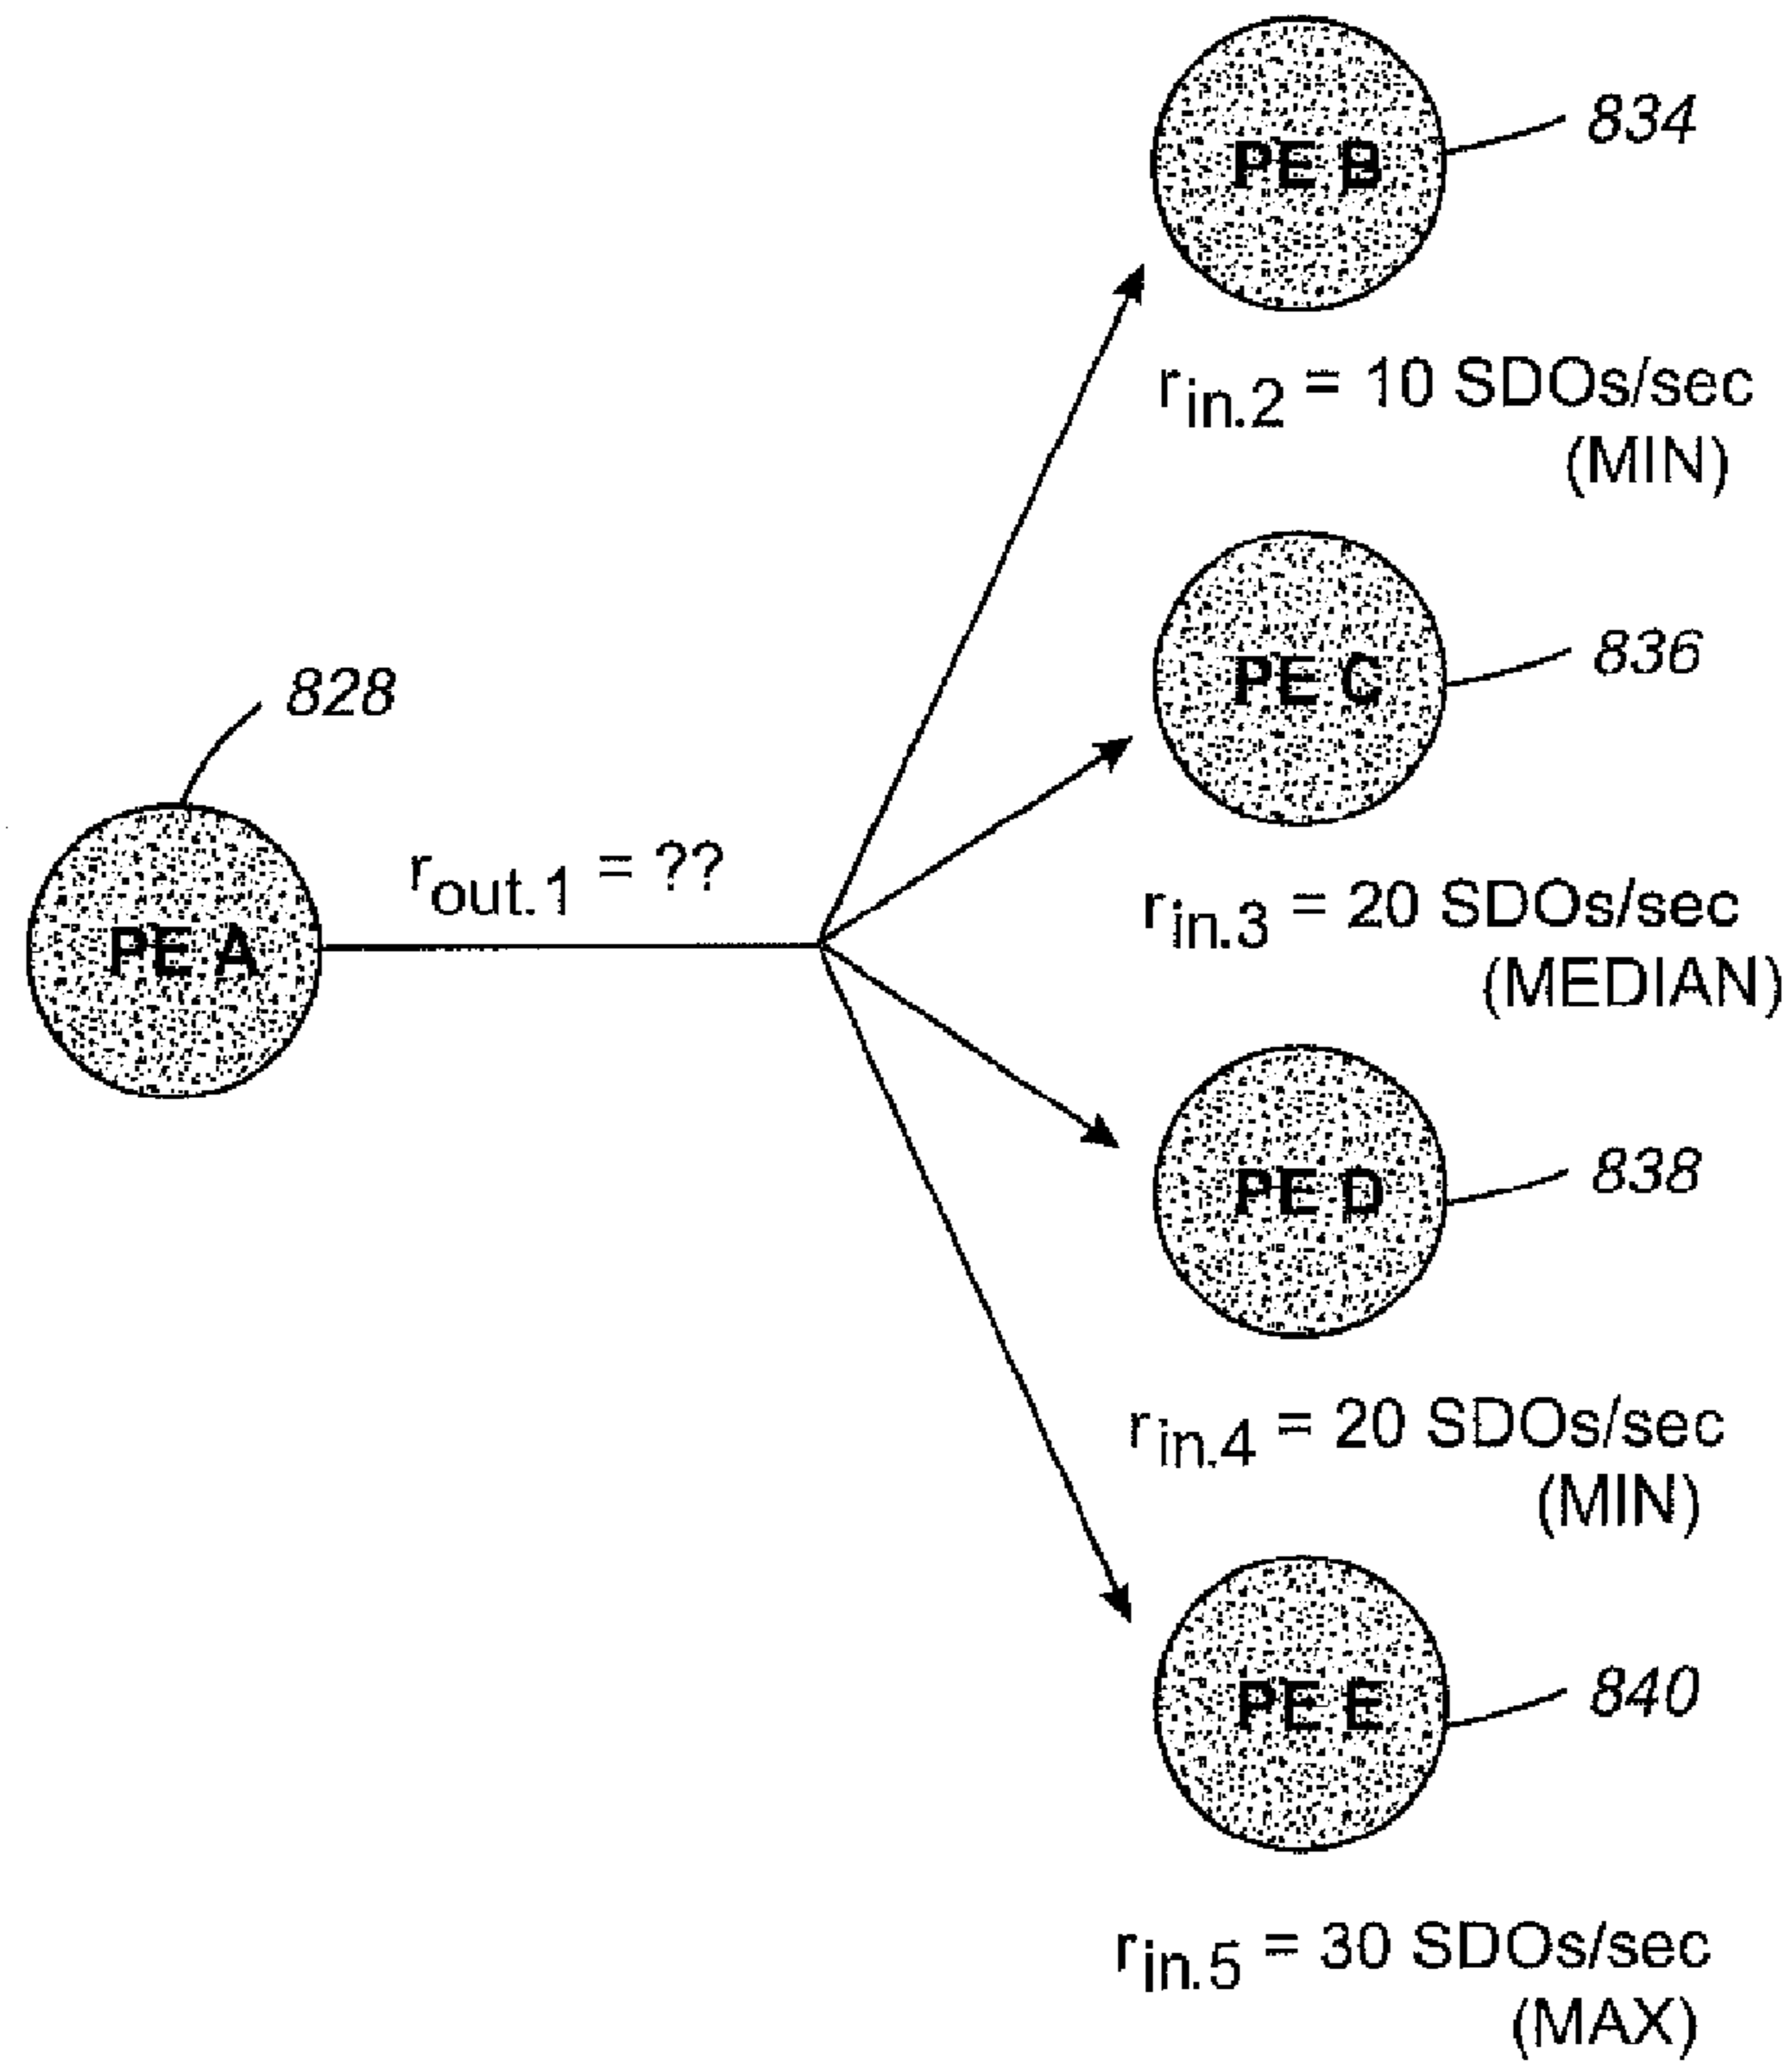 PE B
834
rin.2 = 10 SDOs/sec
(MIN)
PE C
836
828
PE A
rout.1 = ??
rin.3 = 20 SDOs/sec
(MEDIAN)
PE D
838
rin.4 = 20 SDOs/sec
(MIN)
PE E
840
rin.5 = 30 SDOs/sec
(MAX)